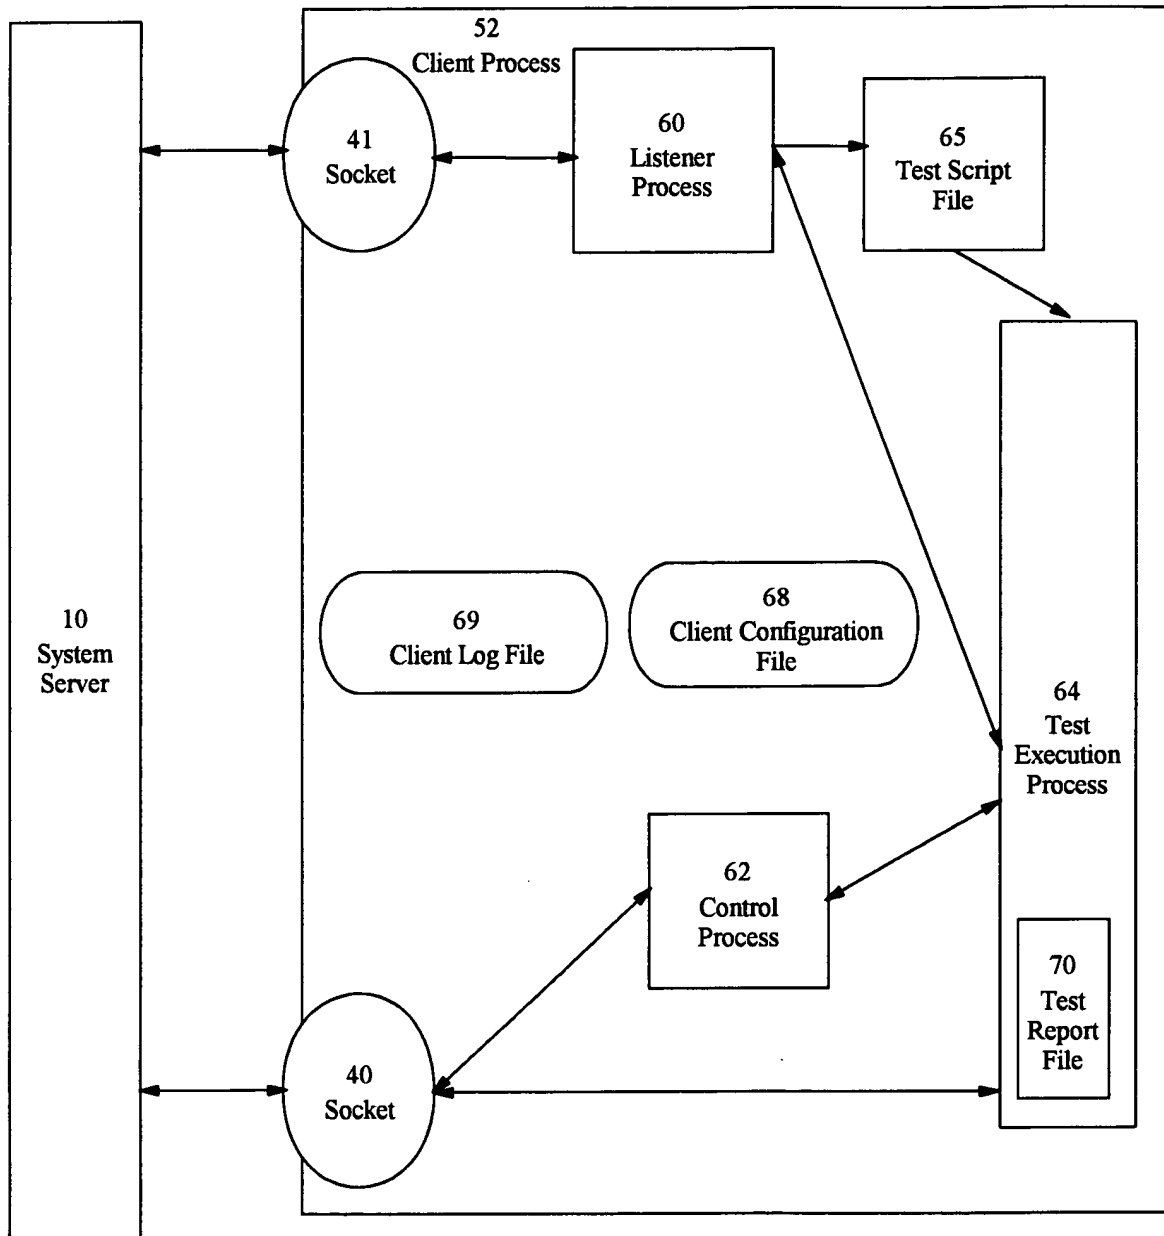 52
Client Process
41
Socket
60
Listener
Process
65
Test Script
File
10
System
Server
69
Client Log File
68
Client Configuration
File
64
Test
Execution
Process
62
Control
Process
70
Test
Report
File
40
Socket